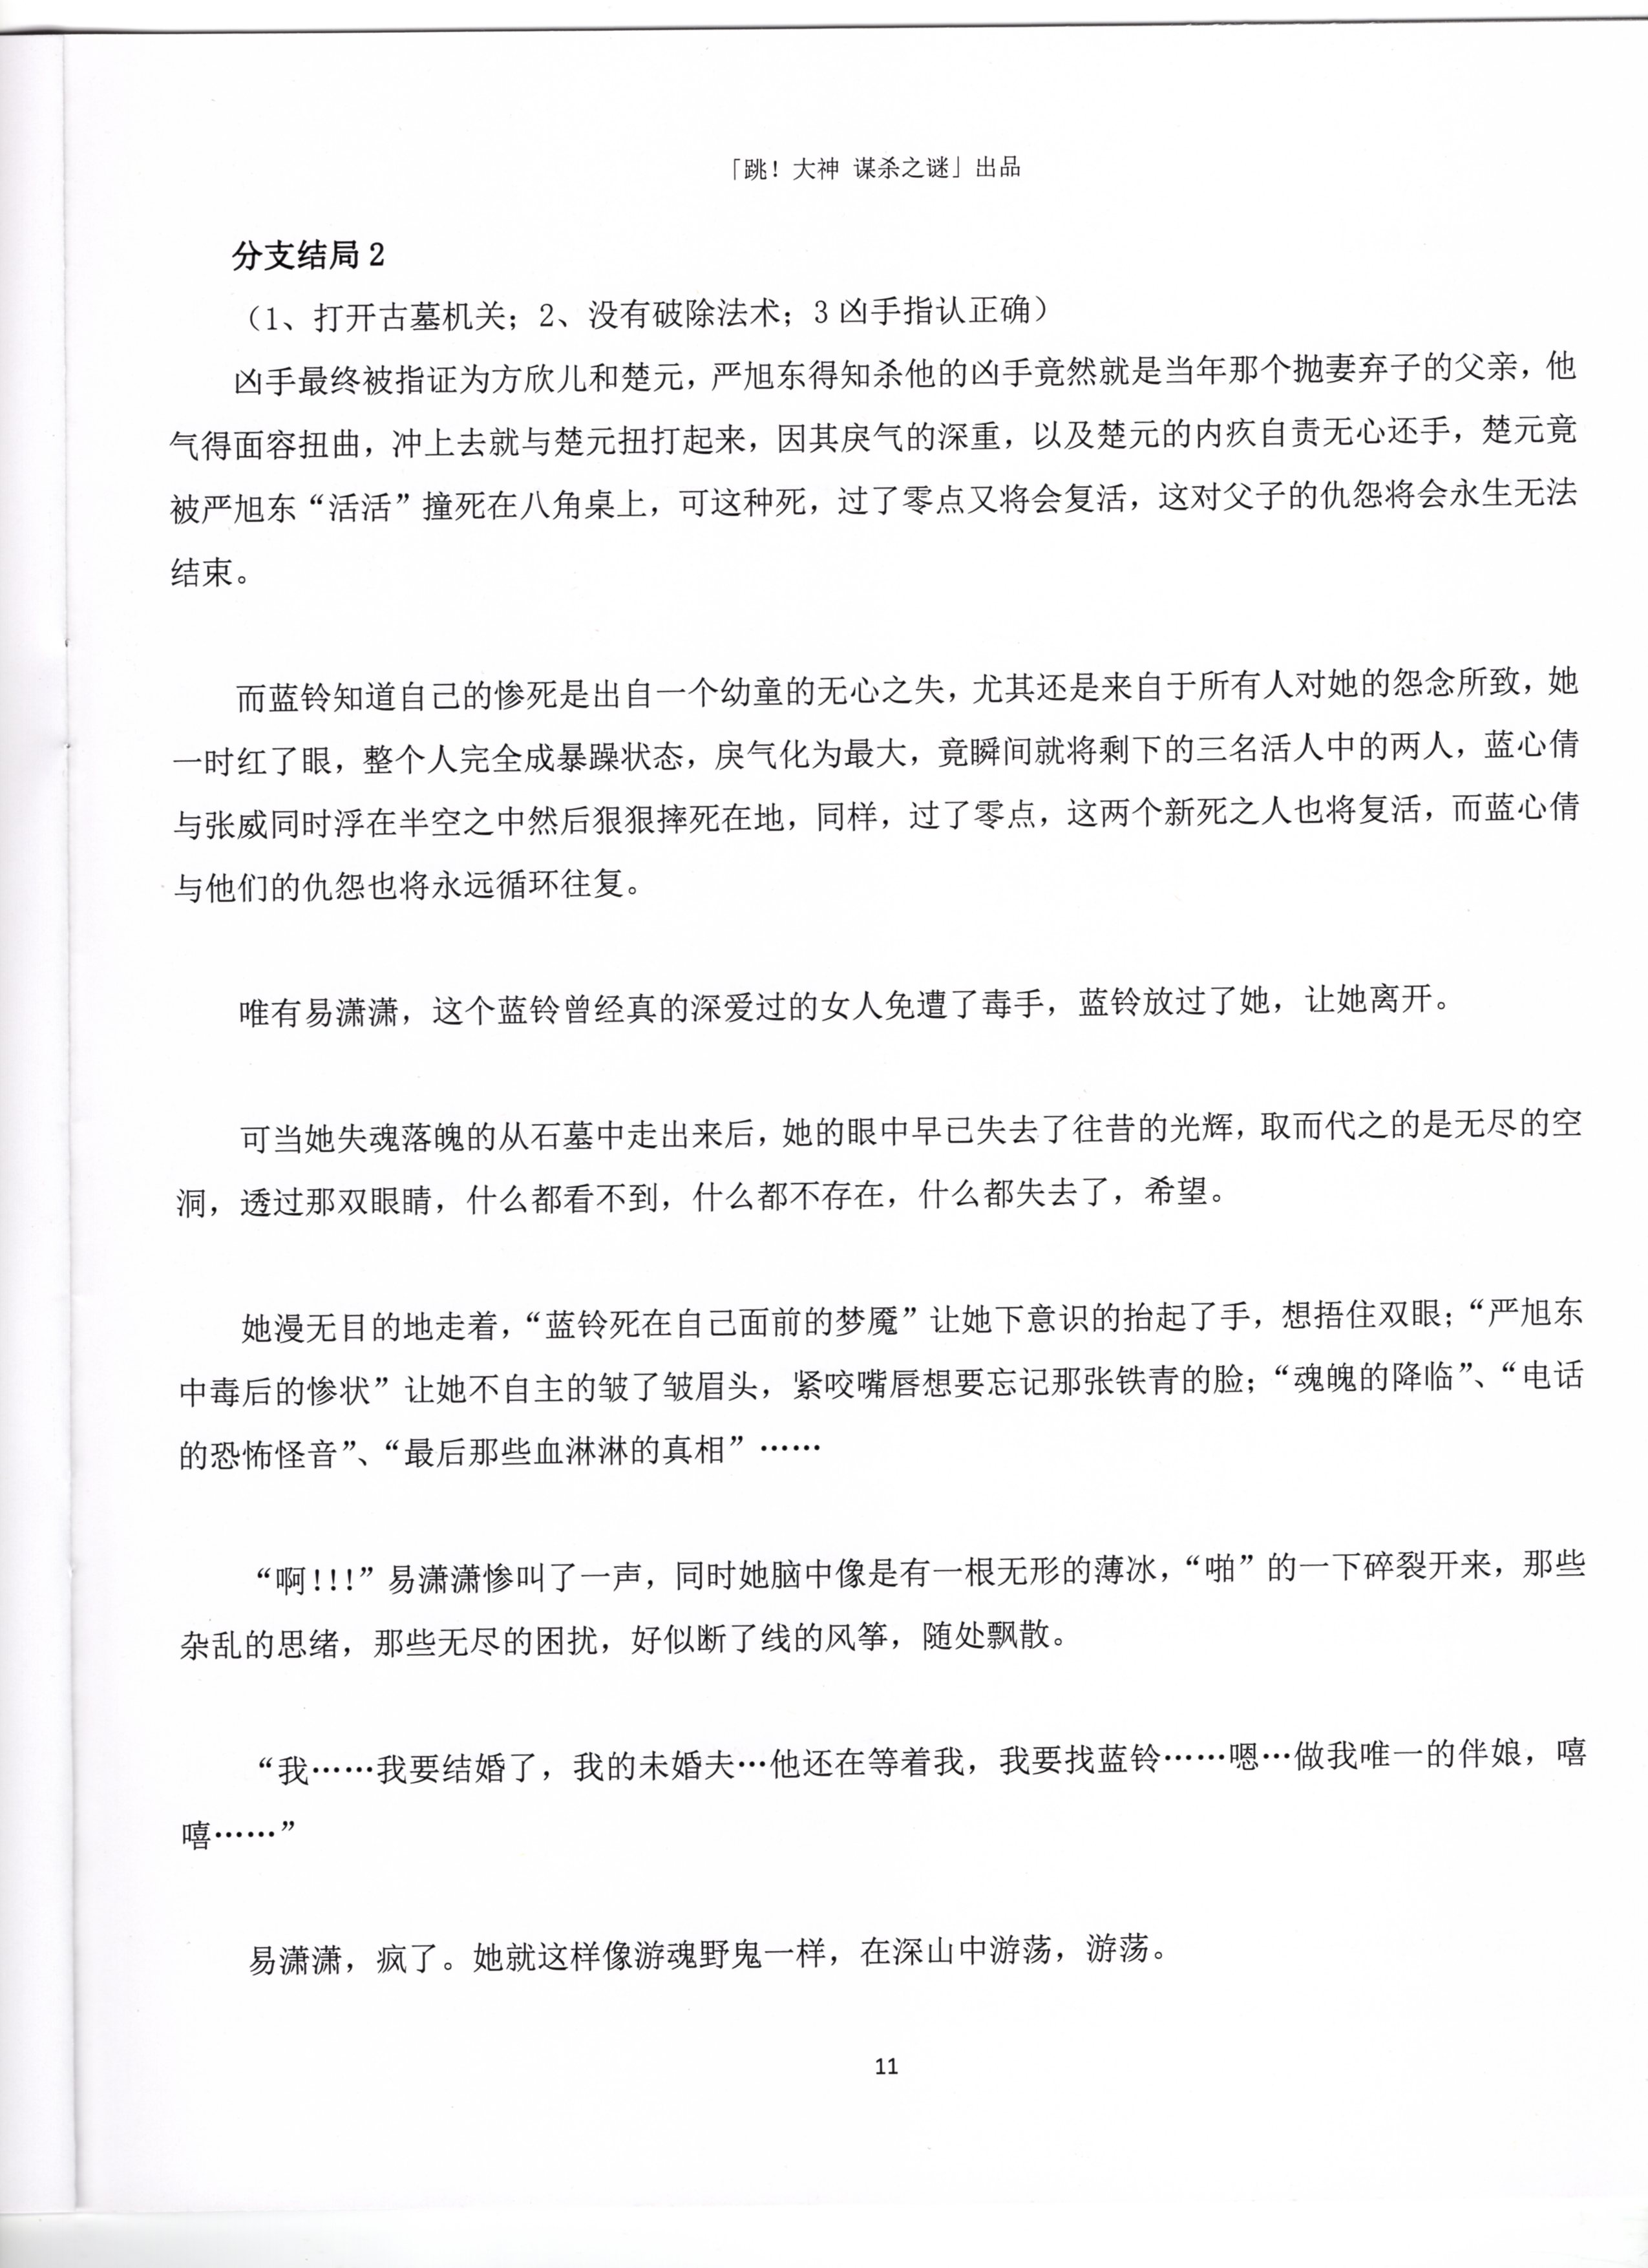 「跳！大神 谋杀之谜」出品
分支结局 2
（1、打开古墓机关；2、没有破除法术；3 凶手指认正确）
凶手最终被指证为方欣儿和楚元，严旭东得知杀他的凶手竟然就是当年那个抛妻弃子的父亲，他
气得面容扭曲，冲上去就与楚元扭打起来，因其戾气的深重，以及楚元的内疚自责无心还手，楚元竟
被严旭东“活活”撞死在八角桌上，可这种死，过了零点又将会复活，这对父子的仇怨将会永生无法
结束。
而蓝铃知道自己的惨死是出自一个幼童的无心之失，尤其还是来自于所有人对她的怨念所致，她
一时红了眼，整个人完全成暴躁状态，戾气化为最大，竟瞬间就将剩下的三名活人中的两人，蓝心倩
与张威同时浮在半空之中然后狠狠摔死在地，同样，过了零点，这两个新死之人也将复活，而蓝心倩
与他们的仇怨也将永远循环往复。
唯有易潇潇，这个蓝铃曾经真的深爱过的女人免遭了毒手，蓝铃放过了她，让她离开。
可当她失魂落魄的从石墓中走出来后，她的眼中早已失去了往昔的光辉，取而代之的是无尽的空
洞，透过那双眼睛，什么都看不到，什么都不存在，什么都失去了，希望。
她漫无目的地走着，“蓝铃死在自己面前的梦魇”让她下意识的抬起了手，想捂住双眼；“严旭东
中毒后的惨状”让她不自主的皱了皱眉头，紧咬嘴唇想要忘记那张铁青的脸；“魂魄的降临”、“电话
的恐怖怪音”、“最后那些血淋淋的真相”……
“啊！！！”易潇潇惨叫了一声，同时她脑中像是有一根无形的薄冰，“啪”的一下碎裂开来，那些
杂乱的思绪，那些无尽的困扰，好似断了线的风筝，随处飘散。
“我……我要结婚了，我的未婚夫…他还在等着我，我要找蓝铃……嗯…做我唯一的伴娘，嘻
嘻……”
易潇潇，疯了。她就这样像游魂野鬼一样，在深山中游荡，游荡。
11